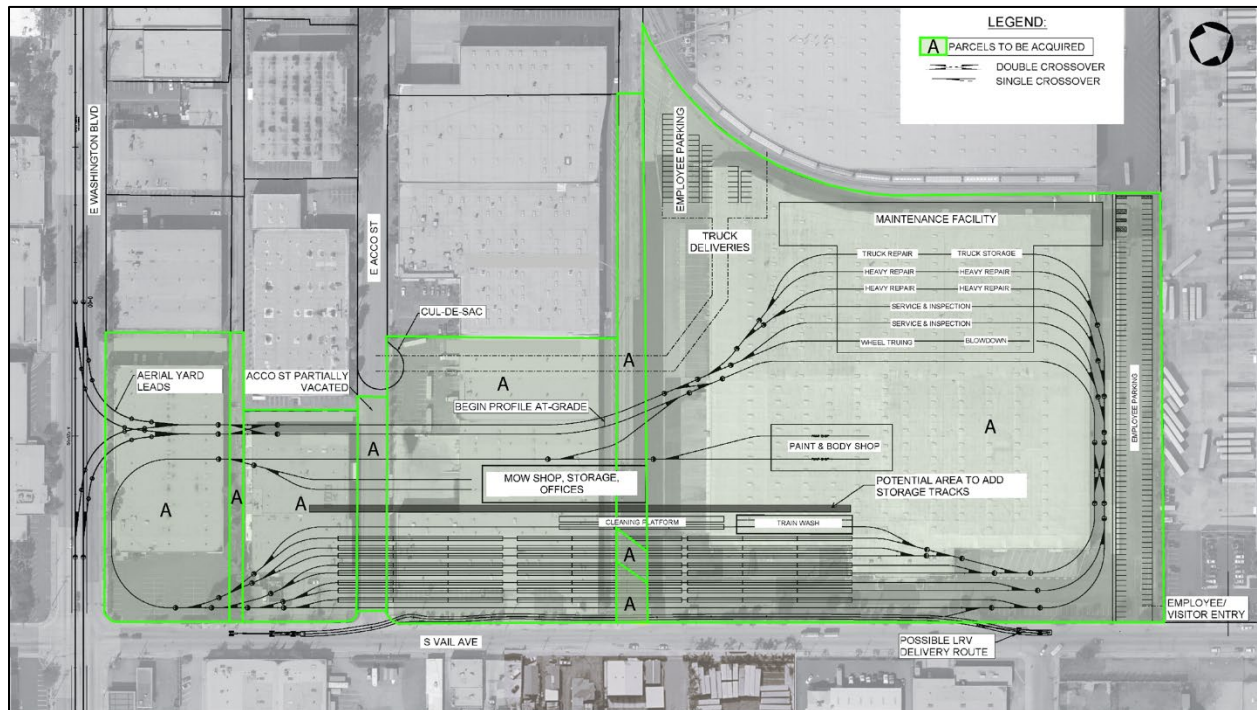 LEGEND:
A PARCELS TO BE ACQUIRED
DOUBLE CROSSOVER
SINGLE CROSSOVER
E WASHINGTON BLVD
E ACCO ST
EMPLOYEE PARKING
TRUCK
DELIVERIES
MAINTENANCE FACILITY
TRUCK REPAIR
TRUCK STORAGE
HEAVY REPAIR
HEAVY REPAIR
HEAVY REPAIR
HEAVY REPAIR
SERVICE & INSPECTION
SERVICE & INSPECTION
WHEEL TRUING
BLOWDOWN
CUL-DE-SAC
AERIAL YARD
LEADS
ACCO ST PARTIALLY
VACATED
A
A
BEGIN PROFILE AT-GRADE
A
A
EMPLOYEE PARKING
PAINT & BODY SHOP
MOW SHOP, STORAGE,
OFFICES
POTENTIAL AREA TO ADD
STORAGE TRACKS
A
A
A
CLEANING PLATFORM
TRAIN WASH
A
A
EMPLOYEE/
VISITOR ENTRY
S VAIL AVE
POSSIBLE LRV
DELIVERY ROUTE